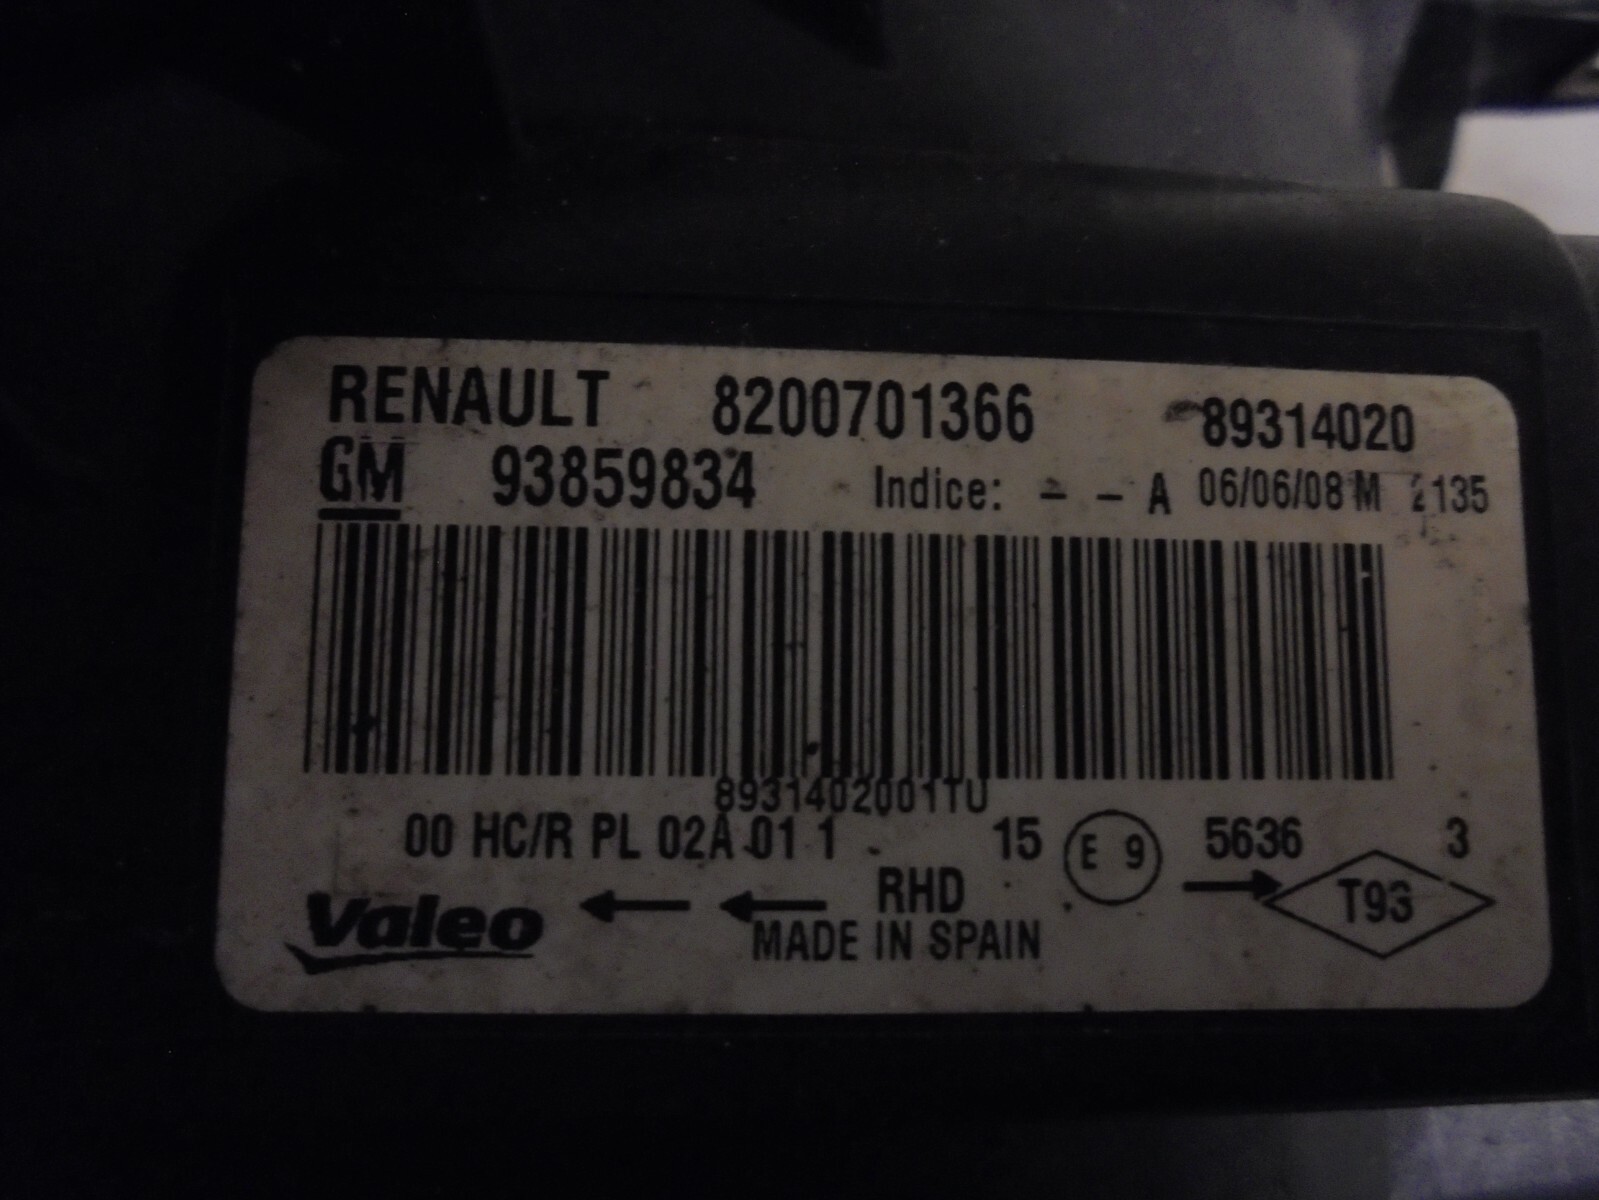 RENAULT 8200701366 89314020
GM 93859834 Indice: - - A 06/06/08 M 2135
8931402001TU
00 HC/R PL 02A 01 1 15 E 9 5636 3
Valeo RHD T93
MADE IN SPAIN